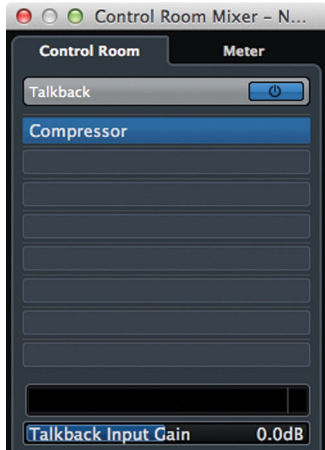 Control Room Mixer – N...
Control Room
Meter
Talkback
Compressor
Talkback Input Gain 0.0dB